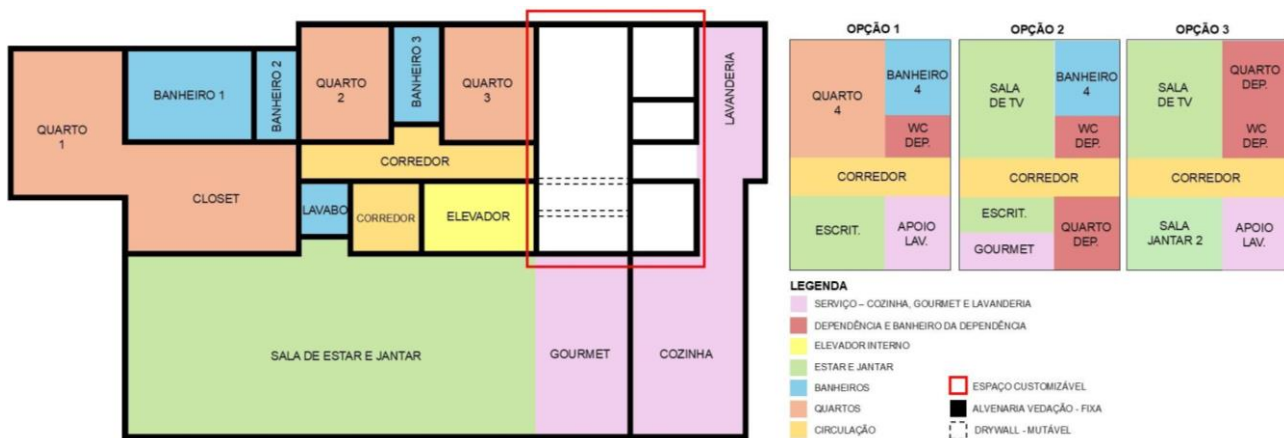 OPÇÃO 1
OPÇÃO 2
OPÇÃO 3
BANHEIRO 1
BANHEIRO 2
QUARTO
2
BANHEIRO 3
QUARTO
3
LAVANDERIA
QUARTO
1
CORREDOR
CLOSET
LAVABO
CORREDOR
ELEVADOR
SALA DE ESTAR E JANTAR
GOURMET
COZINHA
QUARTO
4
BANHEIRO
4
WC
DEP.
CORREDOR
ESCRIT.
APOIO
LAV.
SALA
DE TV
BANHEIRO
4
WC
DEP.
CORREDOR
ESCRIT.
GOURMET
QUARTO
DEP.
SALA
DE TV
QUARTO
DEP.
WC
DEP.
CORREDOR
SALA
JANTAR 2
APOIO
LAV.
LEGENDA
SERVIÇO – COZINHA, GOURMET E LAVANDERIA
DEPENDÊNCIA E BANHEIRO DA DEPENDÊNCIA
ELEVADOR INTERNO
ESTAR E JANTAR
BANHEIROS
QUARTOS
CIRCULAÇÃO
ESPAÇO CUSTOMIZÁVEL
ALVENARIA VEDAÇÃO - FIXA
DRYWALL - MUTÁVEL